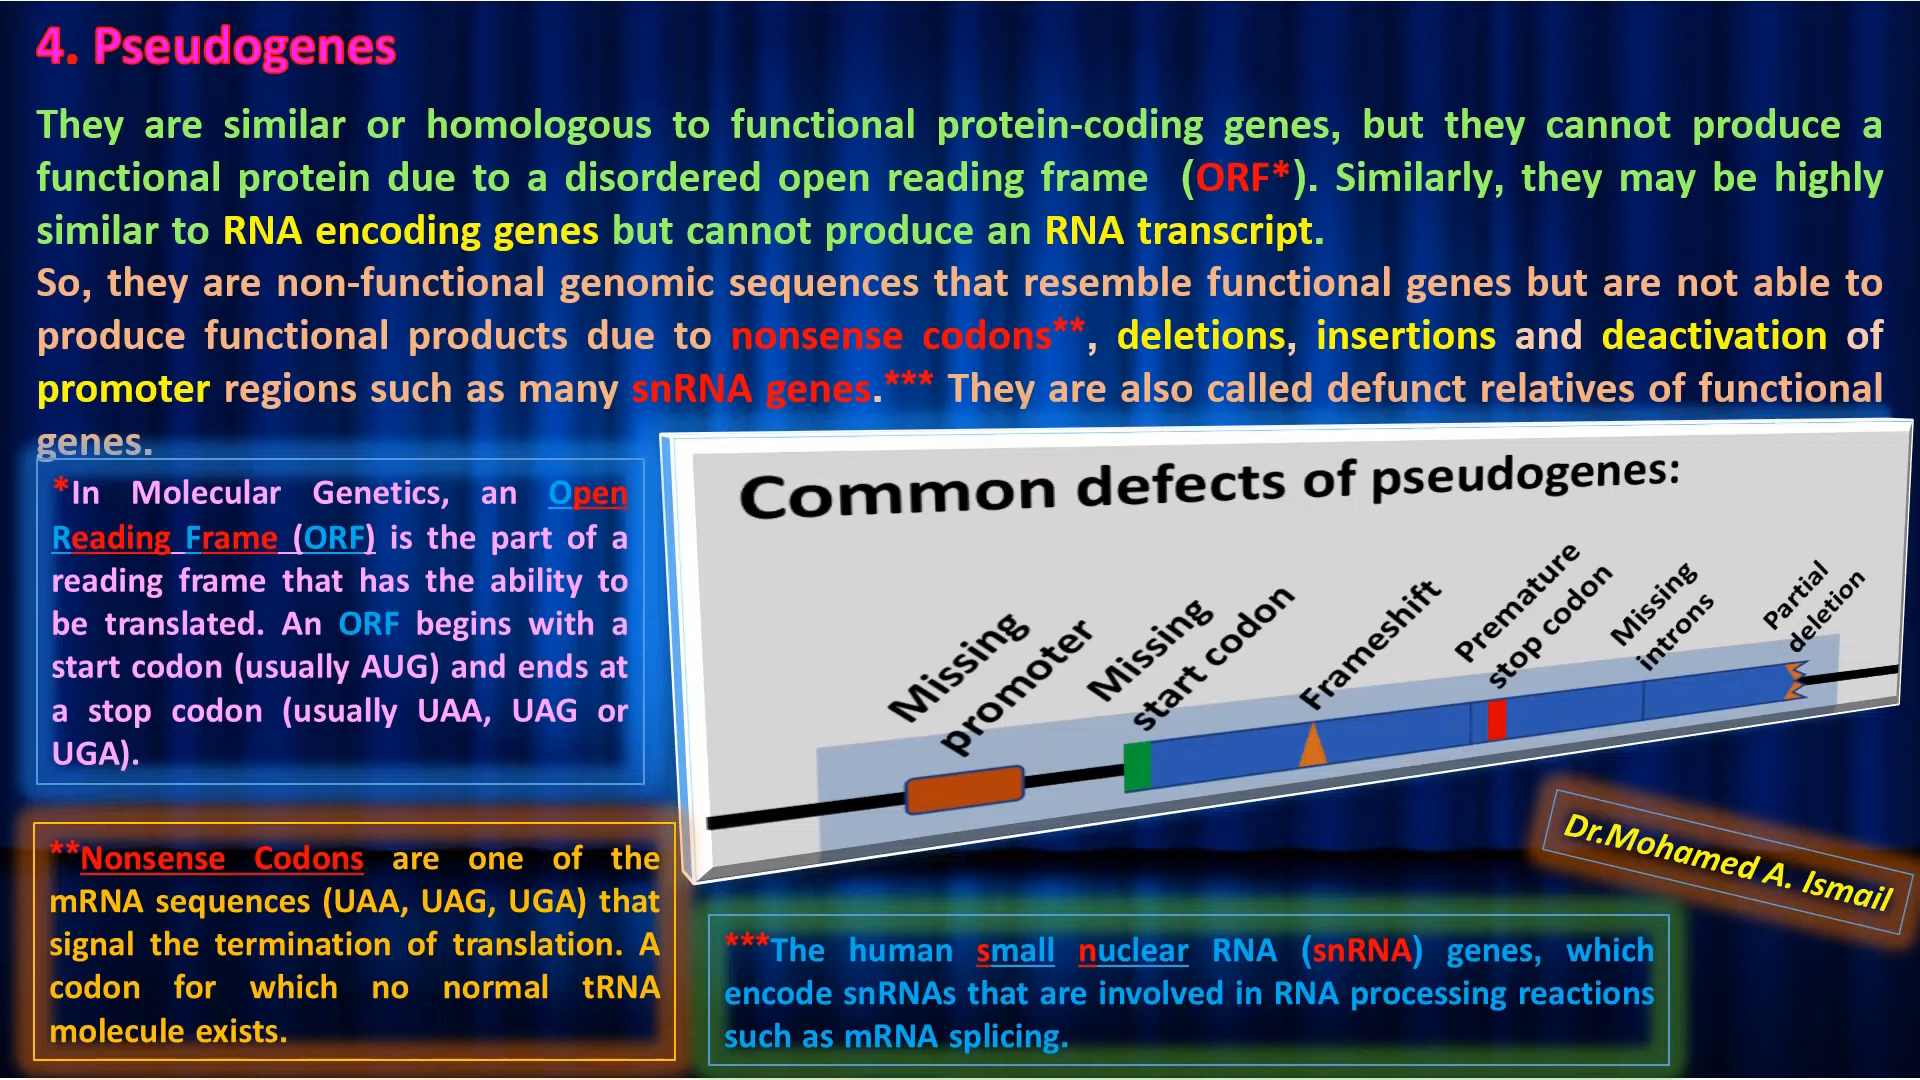 4. Pseudogenes
They are similar or homologous to functional protein-coding genes, but they cannot produce a
functional protein due to a disordered open reading frame (ORF*). Similarly, they may be highly
similar to RNA encoding genes but cannot produce an RNA transcript.
So, they are non-functional genomic sequences that resemble functional genes but are not able to
produce functional products due to nonsense codons**, deletions, insertions and deactivation of
promoter regions such as many snRNA genes.*** They are also called defunct relatives of functional
genes.
*In Molecular Genetics, an Open
Reading Frame (ORF) is the part of a
reading frame that has the ability to
be translated. An ORF begins with a
start codon (usually AUG) and ends at
a stop codon (usually UAA, UAG or
UGA).
Common defects of pseudogenes:
Missing
promoter
Missing
start codon
Frameshift
Premature
stop codon
Missing
introns
Partial
deletion
**Nonsense Codons are one of the
mRNA sequences (UAA, UAG, UGA) that
signal the termination of translation. A
codon for which no normal tRNA
molecule exists.
Dr.Mohamed A. Ismail
***The human small nuclear RNA (snRNA) genes, which
encode snRNAs that are involved in RNA processing reactions
such as mRNA splicing.